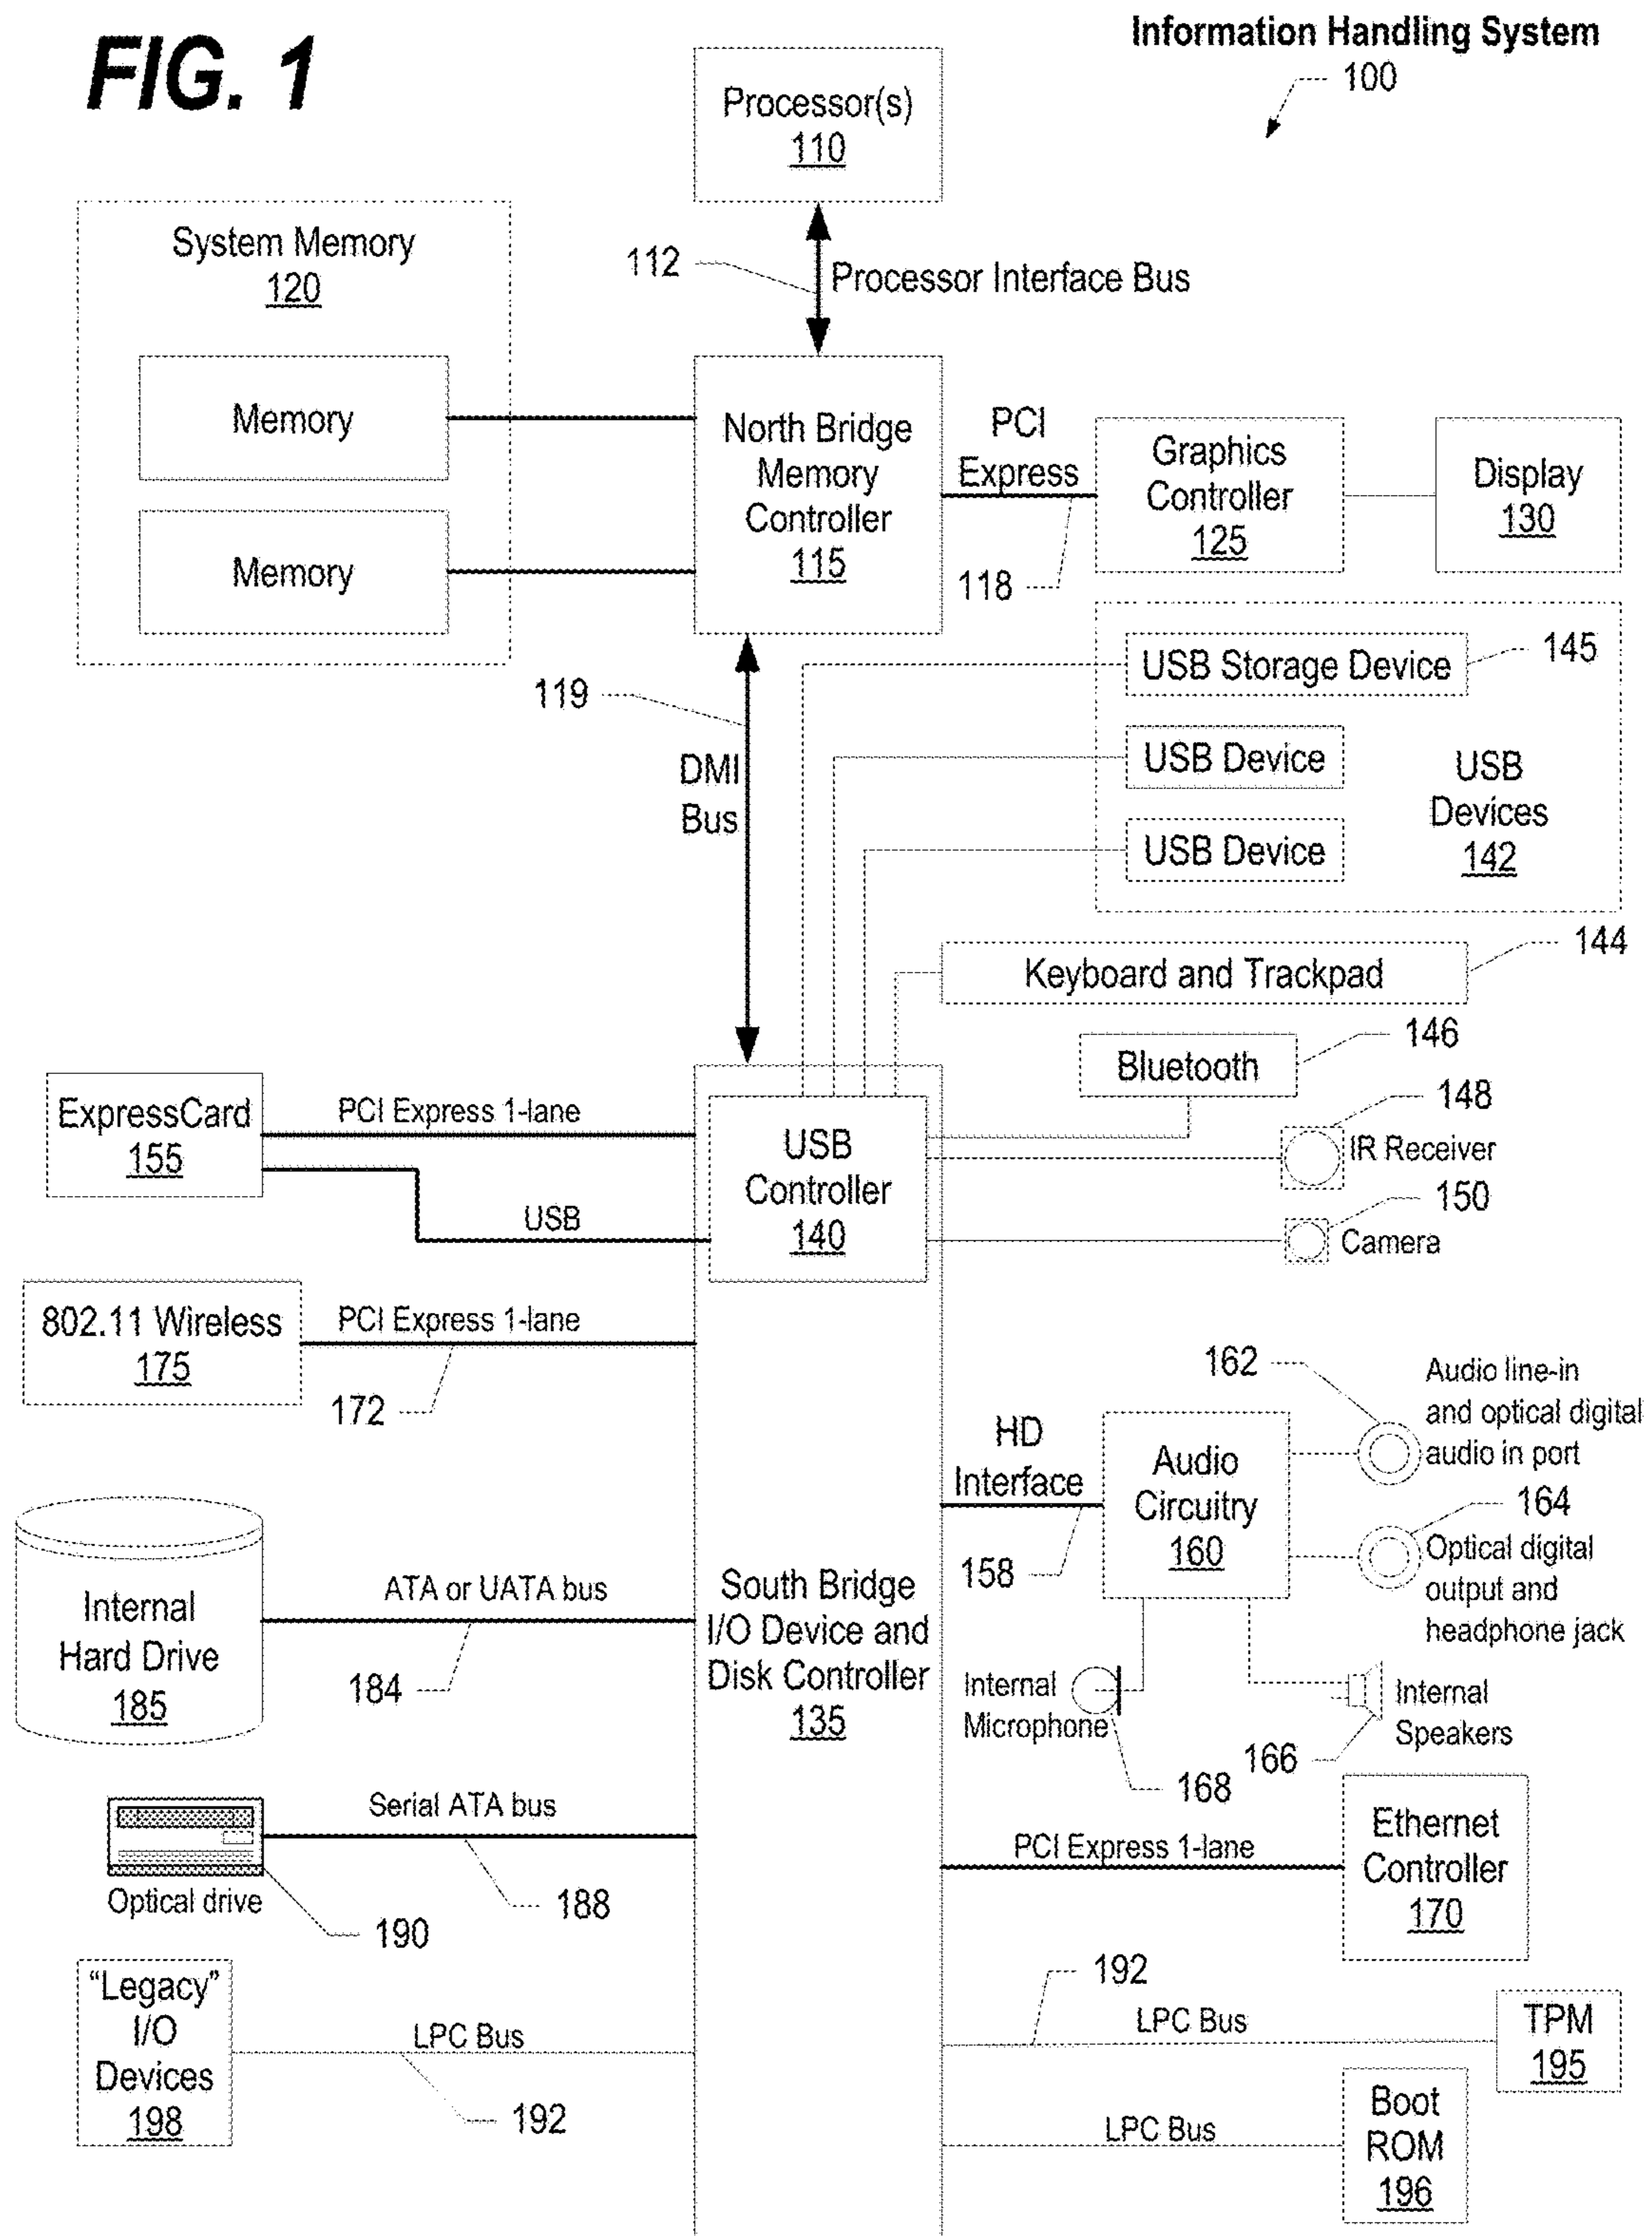 FIG. 1
Information Handling System
100
Processor(s)
110
System Memory
120
112
Processor Interface Bus
Memory
Memory
North Bridge
Memory
Controller
115
PCI
Express
118
Graphics
Controller
125
Display
130
119
DMI
Bus
USB Storage Device
145
USB Device
USB Device
USB
Devices
142
144
Keyboard and Trackpad
146
Bluetooth
148
IR Receiver
150
Camera
ExpressCard
155
PCI Express 1-lane
USB
USB
Controller
140
802.11 Wireless
175
PCI Express 1-lane
172
162
Audio line-in
and optical digital
audio in port
HD
Interface
158
Audio
Circuitry
160
164
Optical digital
output and
headphone jack
Internal
Hard Drive
185
ATA or UATA bus
184
South Bridge
I/O Device and
Disk Controller
135
Internal
Microphone
168
Internal
Speakers
166
Serial ATA bus
188
Optical drive
190
PCI Express 1-lane
Ethernet
Controller
170
"Legacy"
I/O
Devices
198
LPC Bus
192
192
LPC Bus
TPM
195
LPC Bus
Boot
ROM
196